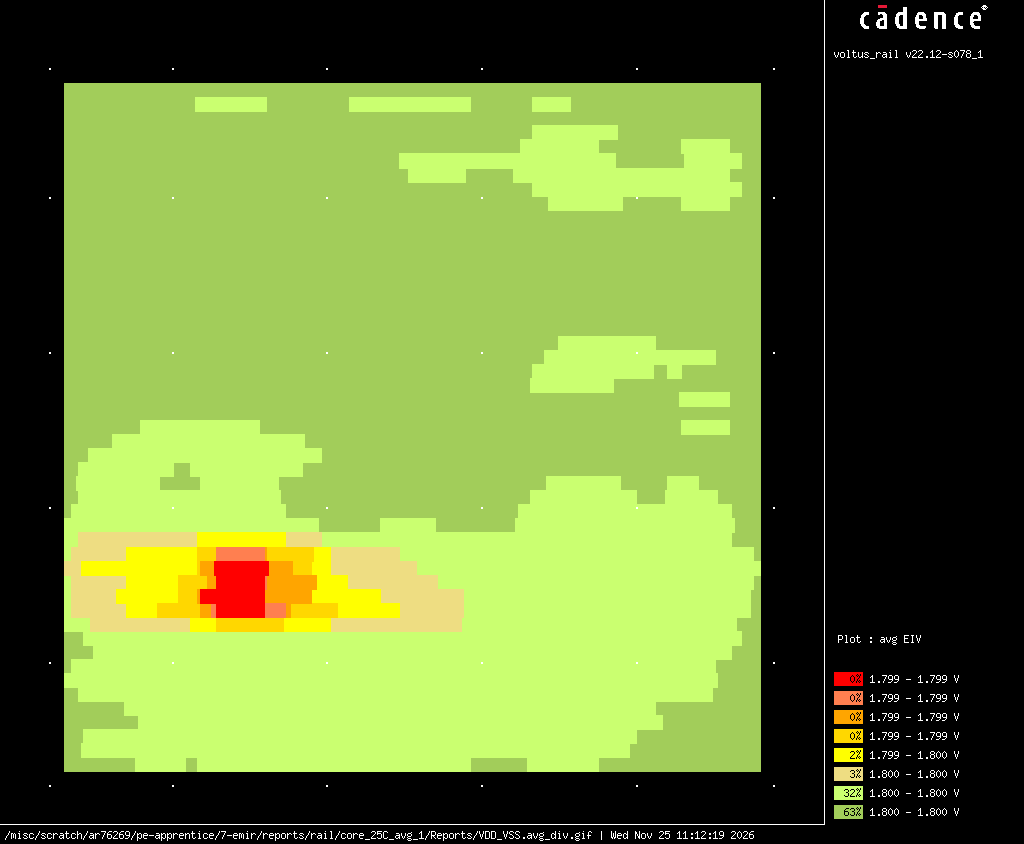 cādence®
voltus_rail v22.12-s078_1
Plot : avg EIV
0% 1.799 - 1.799 V
0% 1.799 - 1.799 V
0% 1.799 - 1.799 V
0% 1.799 - 1.799 V
2% 1.799 - 1.800 V
3% 1.800 - 1.800 V
32% 1.800 - 1.800 V
63% 1.800 - 1.800 V
/misc/scratch/ar76269/pe-apprentice/7-emir/reports/rail/core_25C_avg_1/Reports/VDD_VSS.avg_div.gif | Wed Nov 25 11:12:19 2026